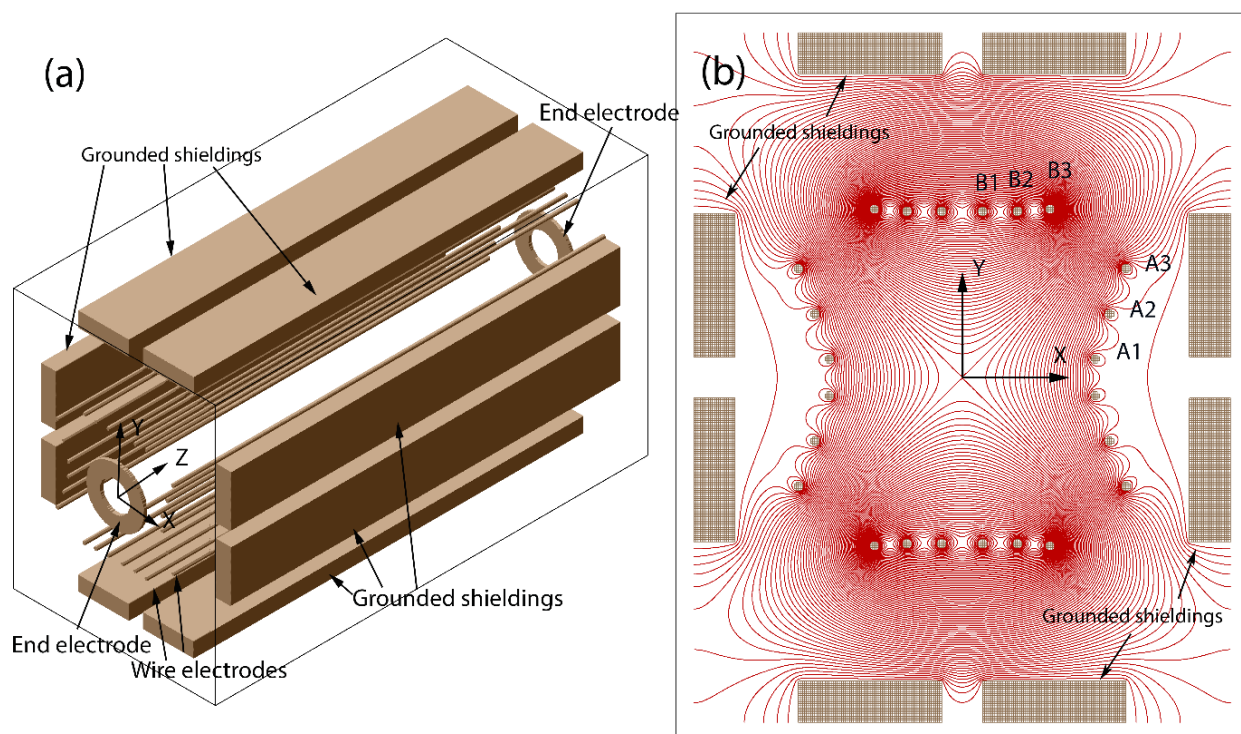 (a)
End electrode
Grounded shieldings
Y
Z
X
Grounded shieldings
End electrode
Wire electrodes
(b)
Grounded shieldings
B1
B2
B3
A3
Y
A2
A1
X
Grounded shieldings